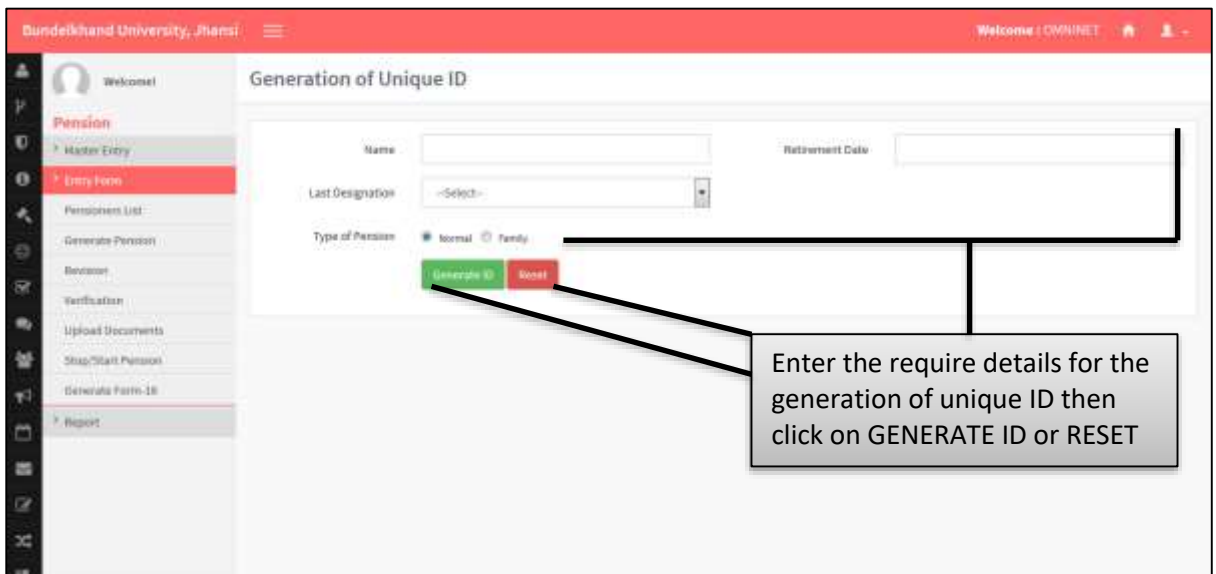 Bundelkhand University, Jhansi
Welcome : OMNINET
Welcome!
Generation of Unique ID
Pension
Master Entry
Entry Form
Pensioners List
Generate Pension
Revision
Verification
Upload Documents
Stop/Start Pension
Generate Form-16
Report
Name
Retirement Date
Last Designation
--Select--
Type of Pension
Normal
Family
Generate ID
Reset
Enter the require details for the
generation of unique ID then
click on GENERATE ID or RESET